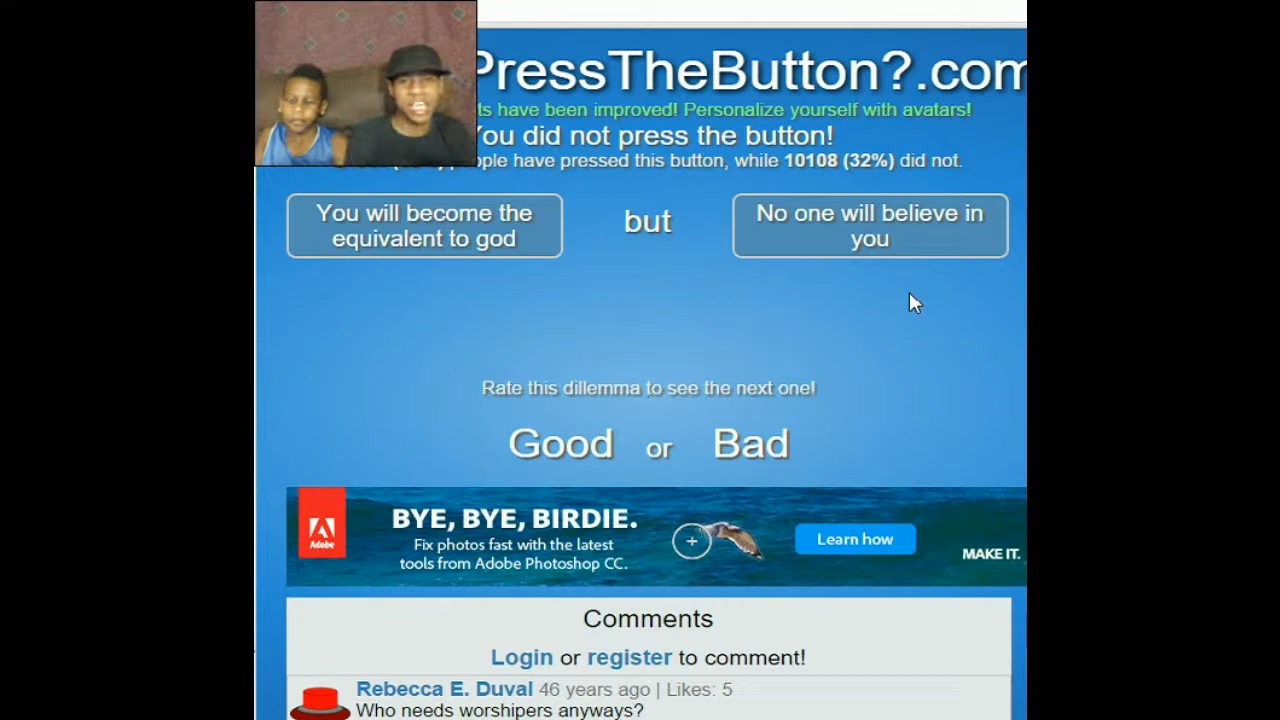 PressTheButton?.com
ts have been improved! Personalize yourself with avatars!
You did not press the button!
people have pressed this button, while 10108 (32%) did not.
You will become the
equivalent to god
but
No one will believe in
you
Rate this dillemma to see the next one!
Good or Bad
Adobe
BYE, BYE, BIRDIE.
Fix photos fast with the latest
tools from Adobe Photoshop CC.
Learn how
MAKE IT.
Comments
Login or register to comment!
Rebecca E. Duval 46 years ago | Likes: 5
Who needs worshipers anyways?